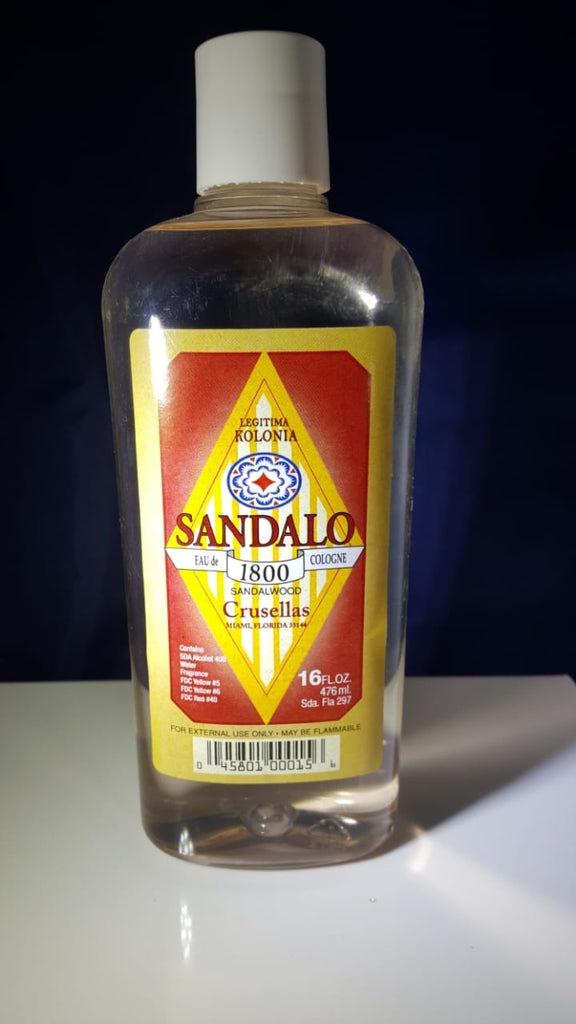 LEGITIMA
KOLONIA
SANDALO
EAU de
1800
COLOGNE
SANDALWOOD
Crusellas
MIAMI, FLORIDA 33144
Contains
SDA Alcohol 40B
Water
Fragrance
FDC Yellow #5
FDC Yellow #6
FDC Res #40
16 FL.OZ.
476 ml.
Sda. Fla 297
FOR EXTERNAL USE ONLY • MAY BE FLAMMABLE
0 45801 00015 6